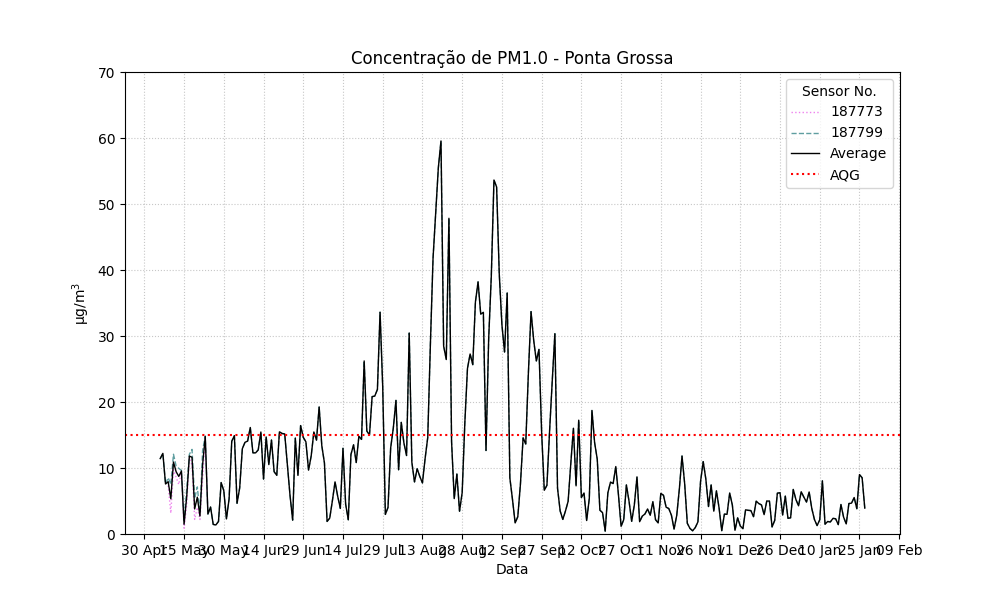 Concentração de PM1.0 - Ponta Grossa
70
60
50
40
30
20
10
0
µg/m³
Sensor No.
187773
187799
Average
AQG
30 Apr 15 May 30 May 14 Jun 29 Jun 14 Jul 29 Jul 13 Aug 28 Aug 12 Sep 27 Sep 12 Oct 27 Oct 11 Nov 26 Nov 11 Dec 26 Dec 10 Jan 25 Jan 09 Feb
Data